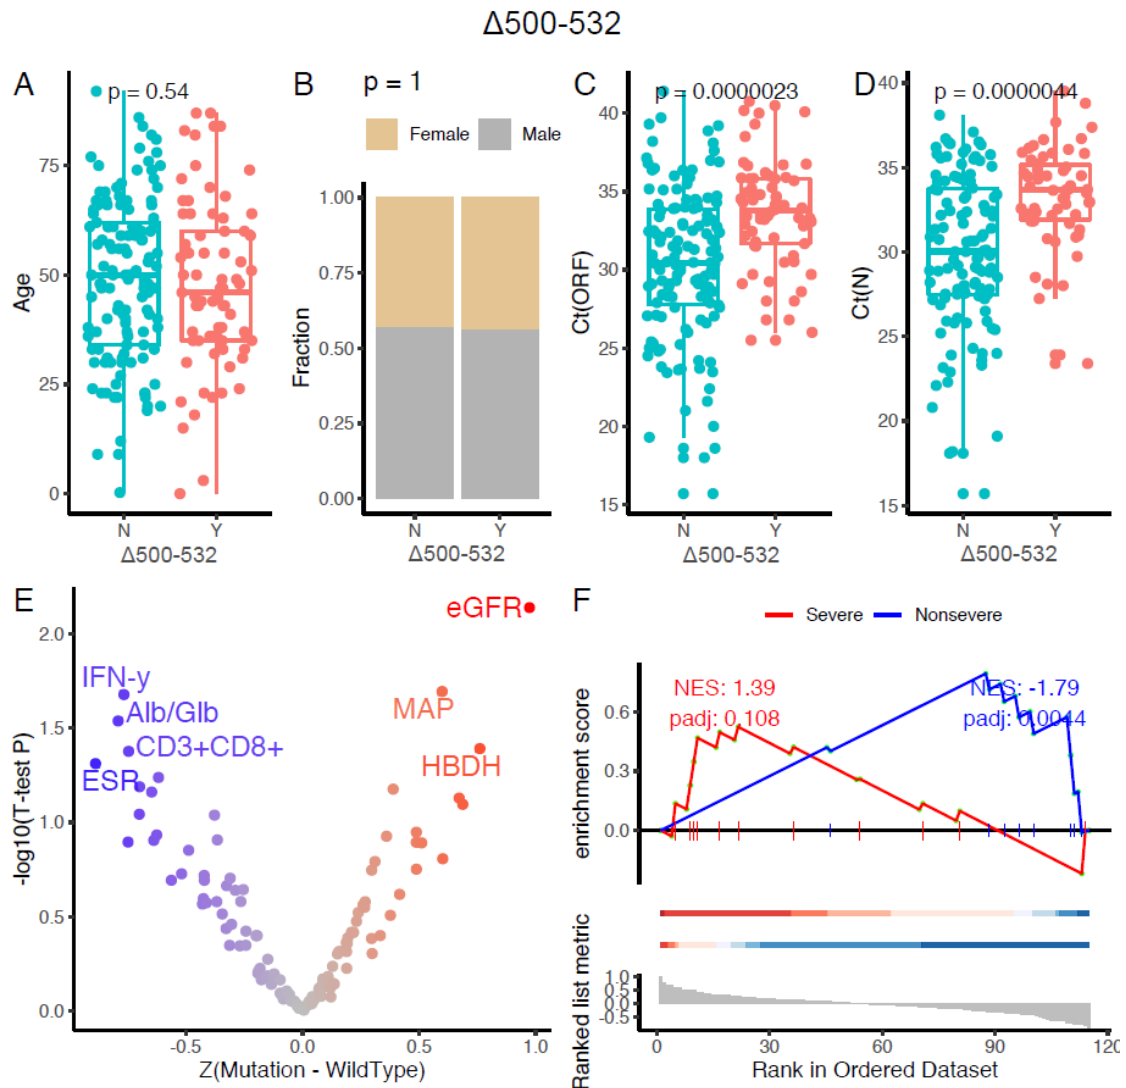 Δ500-532
A
p = 0.54
Age
75
50
25
0
N
Y
Δ500-532
B
p = 1
Female
Male
Fraction
1.00
0.75
0.50
0.25
0.00
N
Y
Δ500-532
C
p = 0.0000023
Ct(ORF)
40
35
30
25
20
15
N
Y
Δ500-532
D
p = 0.0000044
Ct(N)
40
35
30
25
20
15
N
Y
Δ500-532
E
eGFR
IFN-y
Alb/Glb
CD3+CD8+
ESR
MAP
HBDH
-log10(T-test P)
2.0
1.5
1.0
0.5
0.0
-0.5
0.0
0.5
1.0
Z(Mutation - WildType)
F
Severe
Nonsevere
NES: 1.39
padj: 0.108
NES: -1.79
padj: 0.0044
enrichment score
0.6
0.3
0.0
Ranked list metric
1.0
0.5
0.0
-0.5
0
30
60
90
120
Rank in Ordered Dataset